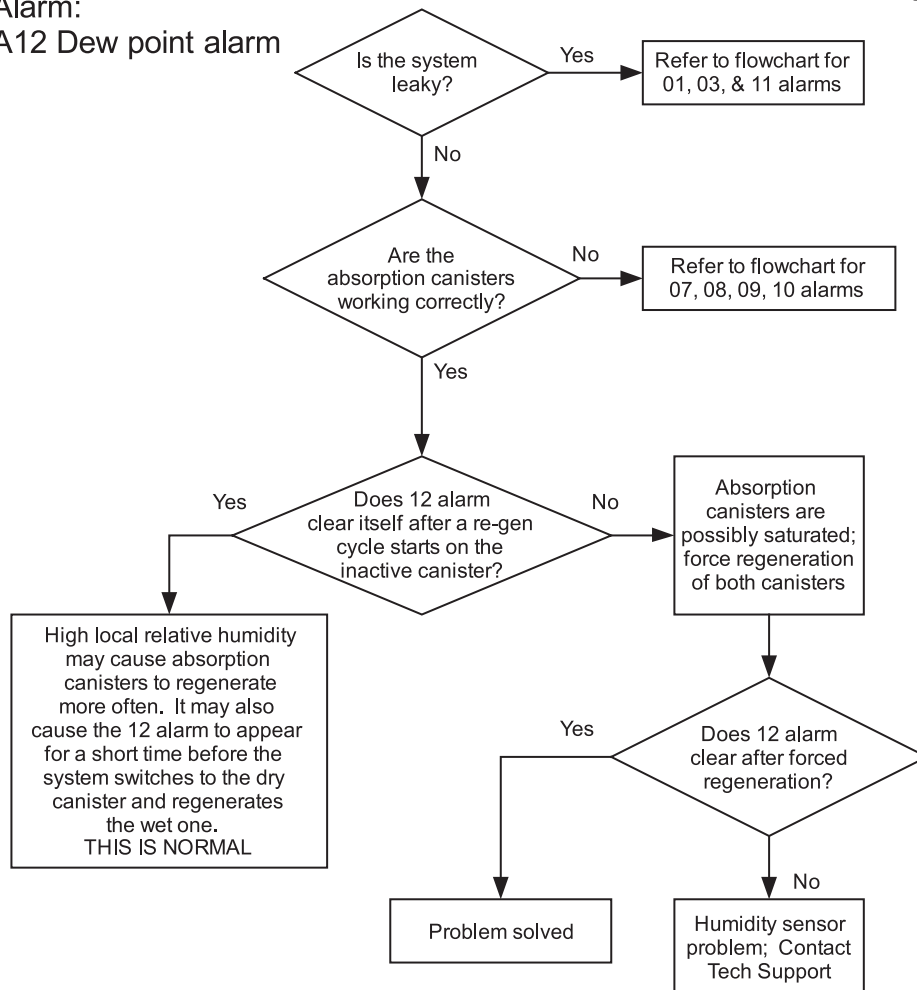 Alarm:
A12 Dew point alarm
Is the system
leaky?
Yes
Refer to flowchart for
01, 03, & 11 alarms
No
Are the
absorption canisters
working correctly?
No
Refer to flowchart for
07, 08, 09, 10 alarms
Yes
Does 12 alarm
clear itself after a re-gen
cycle starts on the
inactive canister?
Yes
No
High local relative humidity
may cause absorption
canisters to regenerate
more often. It may also
cause the 12 alarm to appear
for a short time before the
system switches to the dry
canister and regenerates
the wet one.
THIS IS NORMAL
Absorption
canisters are
possibly saturated;
force regeneration
of both canisters
Does 12 alarm
clear after forced
regeneration?
Yes
Problem solved
No
Humidity sensor
problem; Contact
Tech Support